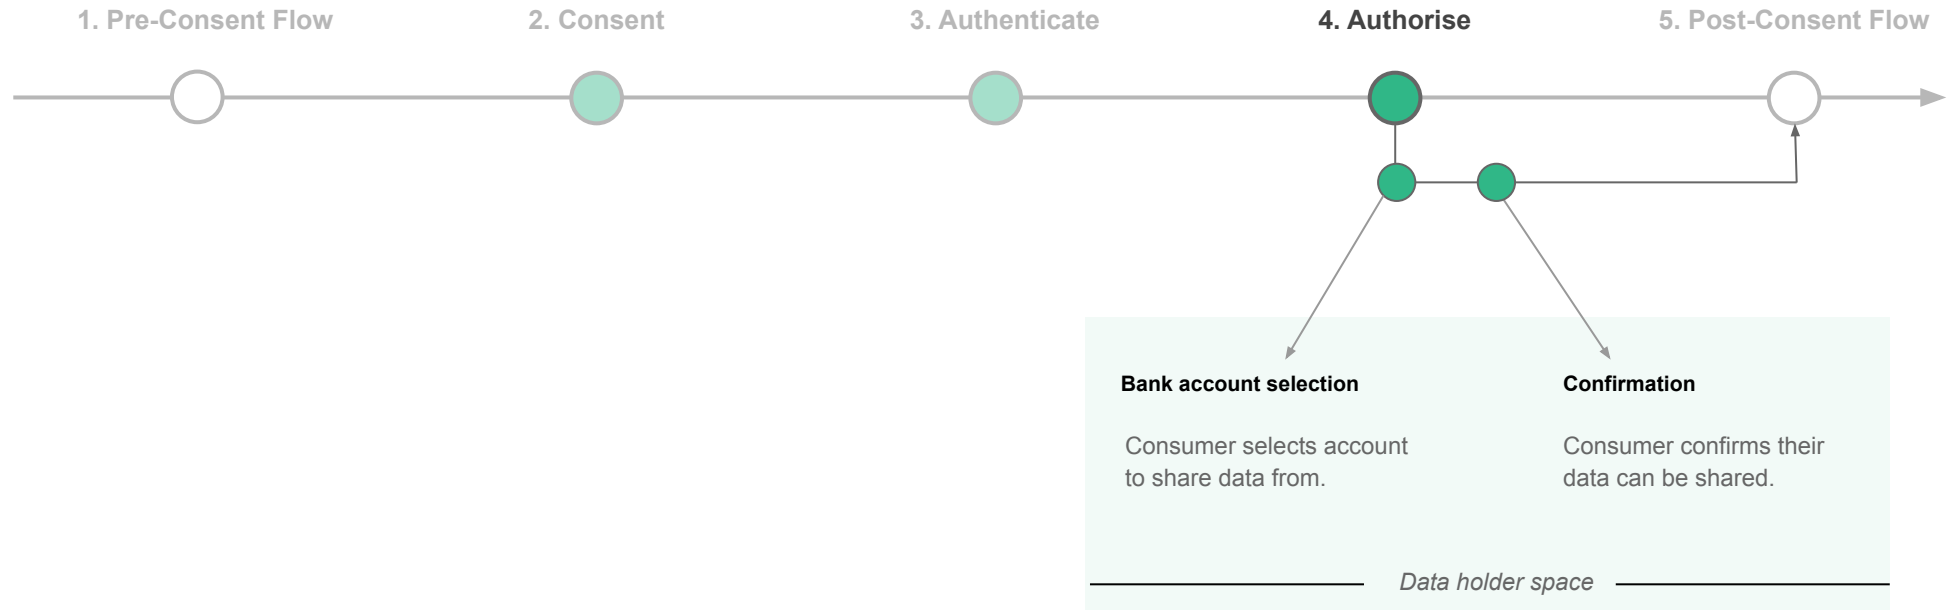 1. Pre-Consent Flow
2. Consent
3. Authenticate
4. Authorise
5. Post-Consent Flow
Bank account selection
Consumer selects account
to share data from.
Confirmation
Consumer confirms their
data can be shared.
Data holder space